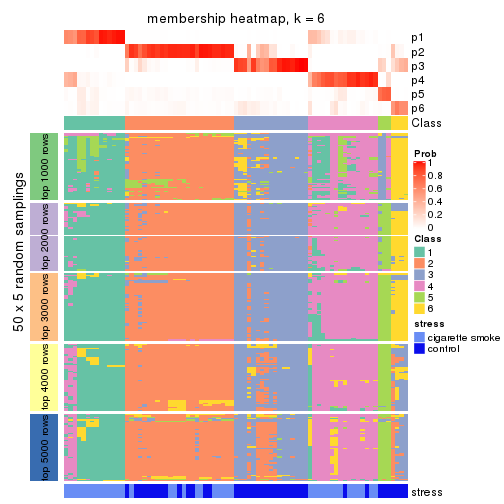 membership heatmap, k = 6
p1
p2
p3
p4
p5
p6
Class
50 x 5 random samplings
top 1000 rows
top 2000 rows
top 3000 rows
top 4000 rows
top 5000 rows
stress
Prob
1
0.8
0.6
0.4
0.2
0
Class
1
2
3
4
5
6
stress
cigarette smoke
control